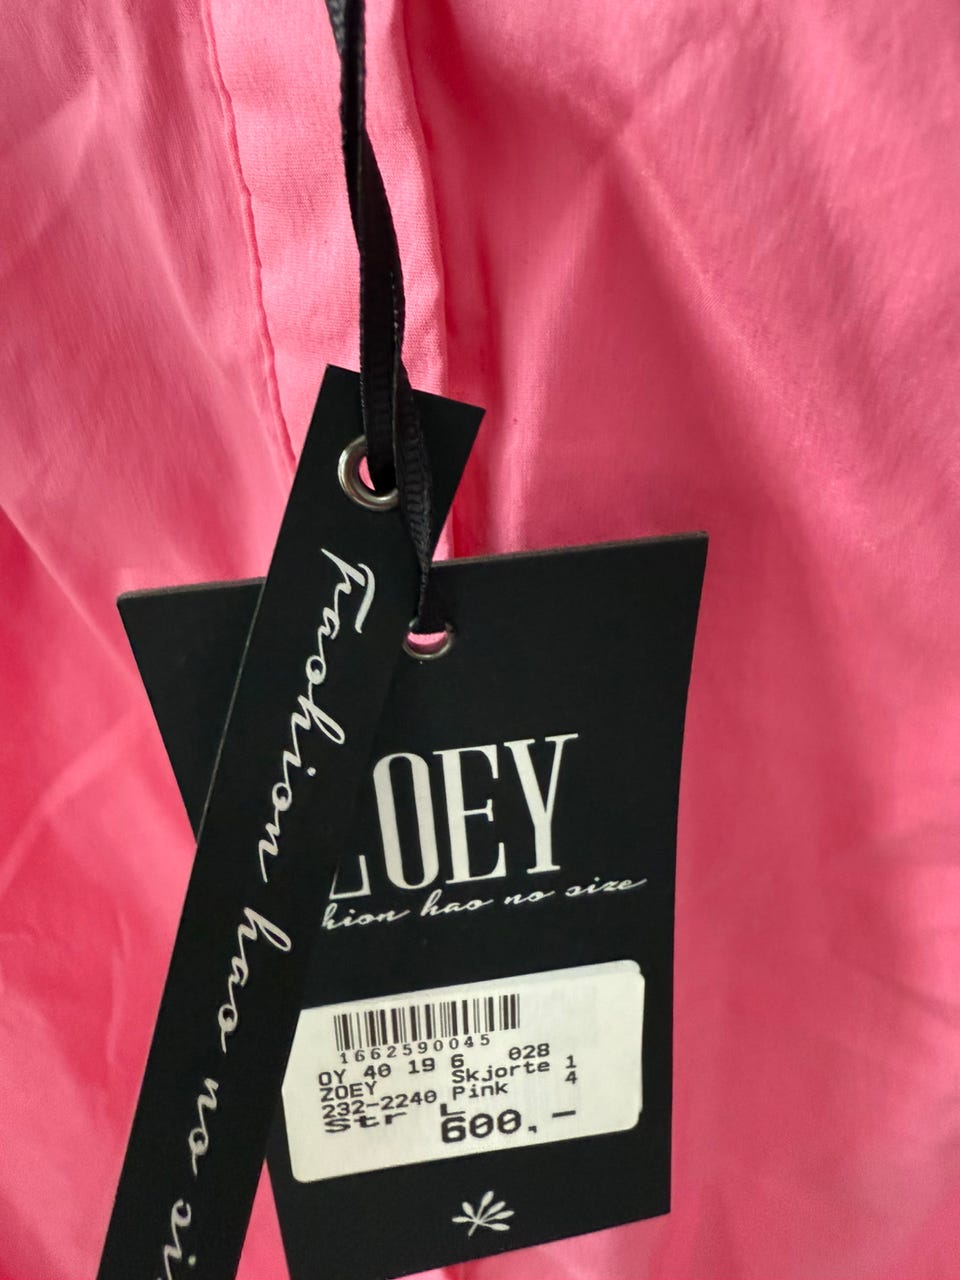 Fashion has no si
ZOEY
hion has no size
1662590045
OY 40 19 6 028
ZOEY Skjorte 1
232-2240 Pink 4
Str L
600,-